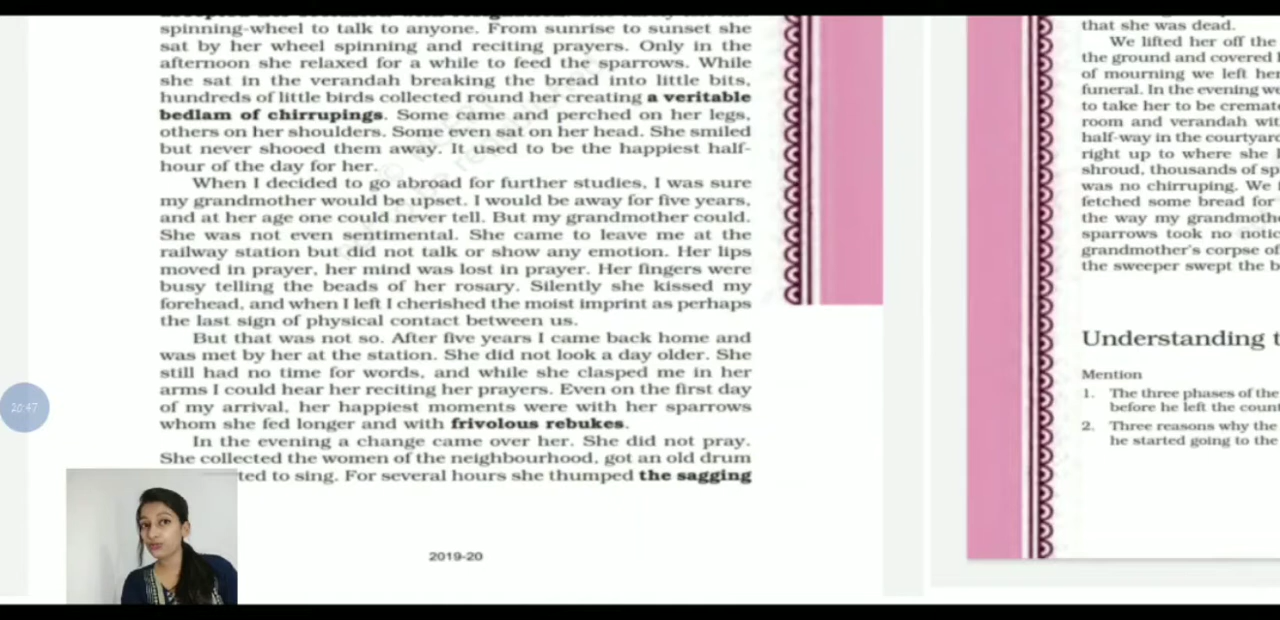 accepted her seclusion with resignation.
spinning-wheel to talk to anyone. From sunrise to sunset she
sat by her wheel spinning and reciting prayers. Only in the
afternoon she relaxed for a while to feed the sparrows. While
she sat in the verandah breaking the bread into little bits,
hundreds of little birds collected round her creating a veritable
bedlam of chirrupings. Some came and perched on her legs,
others on her shoulders. Some even sat on her head. She smiled
but never shooed them away. It used to be the happiest half-
hour of the day for her.
When I decided to go abroad for further studies, I was sure
my grandmother would be upset. I would be away for five years,
and at her age one could never tell. But my grandmother could.
She was not even sentimental. She came to leave me at the
railway station but did not talk or show any emotion. Her lips
moved in prayer, her mind was lost in prayer. Her fingers were
busy telling the beads of her rosary. Silently she kissed my
forehead, and when I left I cherished the moist imprint as perhaps
the last sign of physical contact between us.
But that was not so. After five years I came back home and
was met by her at the station. She did not look a day older. She
still had no time for words, and while she clasped me in her
arms I could hear her reciting her prayers. Even on the first day
of my arrival, her happiest moments were with her sparrows
whom she fed longer and with frivolous rebukes.
In the evening a change came over her. She did not pray.
She collected the women of the neighbourhood, got an old drum
ted to sing. For several hours she thumped the sagging
2019-20
20:47
that she was dead.
We lifted her off the
the ground and covered
of mourning we left her
funeral. In the evening we
to take her to be cremat
room and verandah wit
half-way in the courtyard
right up to where she
shroud, thousands of sp
was no chirruping. We
fetched some bread for
the way my grandmoth
sparrows took no notic
grandmother's corpse of
the sweeper swept the b
Understanding t
Mention
1. The three phases of the
before he left the count
2. Three reasons why the
he started going to the